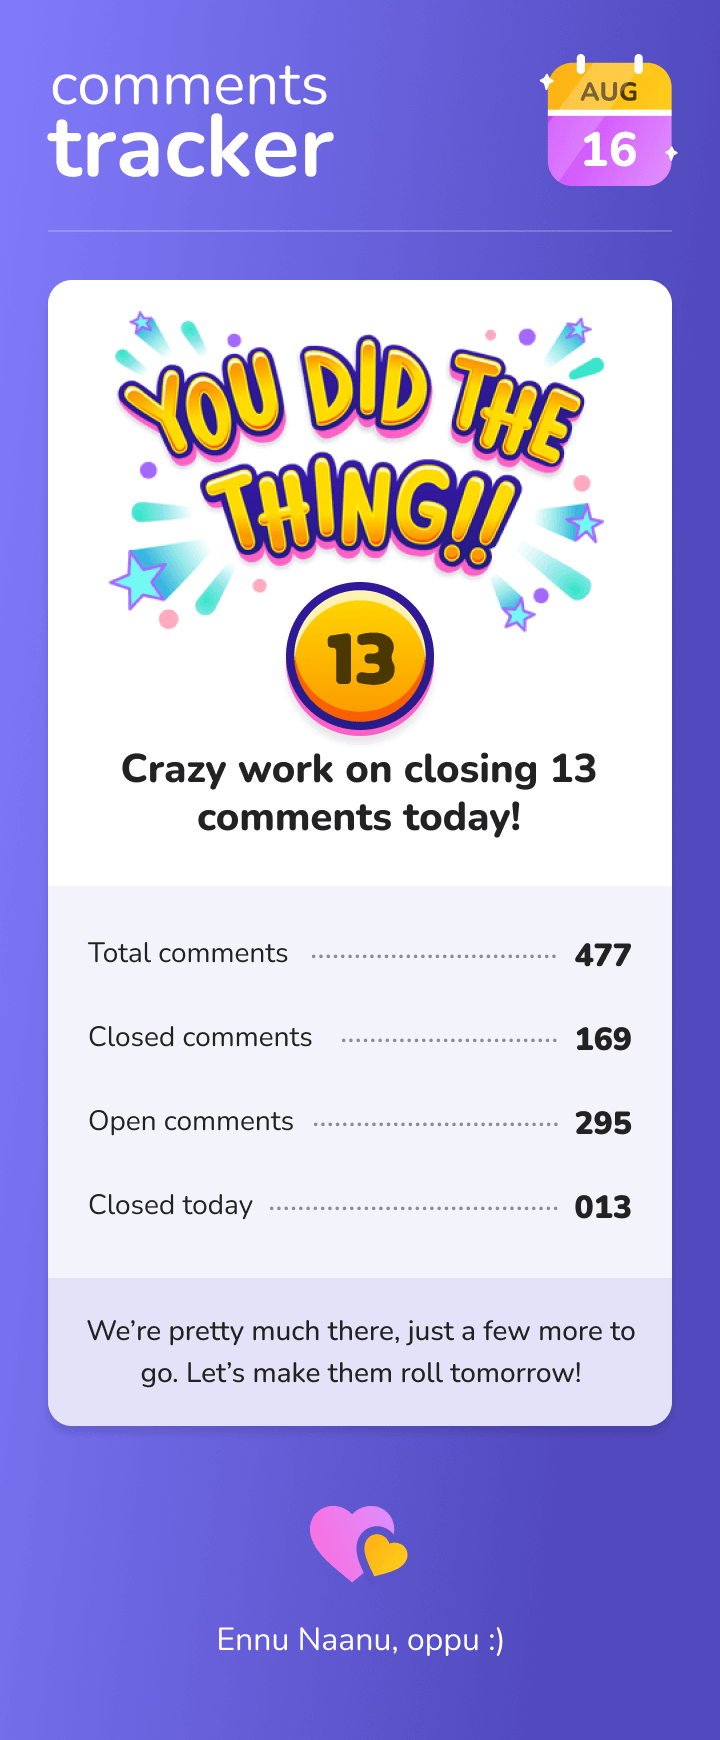 comments
tracker
AUG
16
YOU DID THE
THING!!
13
Crazy work on closing 13
comments today!
Total comments 477
Closed comments 169
Open comments 295
Closed today 013
We’re pretty much there, just a few more to
go. Let’s make them roll tomorrow!
Ennu Naanu, oppu :)